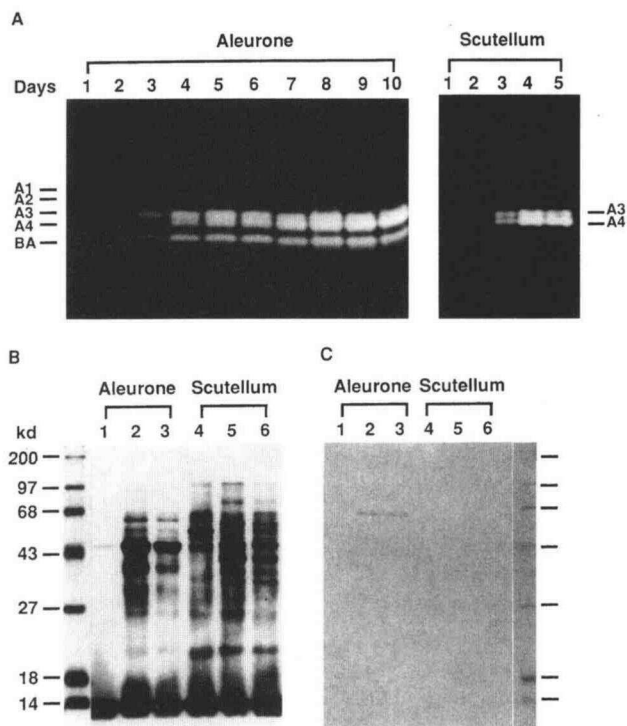 A
Aleurone
Scutellum
Days 1 2 3 4 5 6 7 8 9 10
1 2 3 4 5
A1
A2
A3
A4
BA
A3
A4
B
C
Aleurone Scutellum
Aleurone Scutellum
kd 1 2 3 4 5 6
1 2 3 4 5 6
200
97
68
43
27
18
14